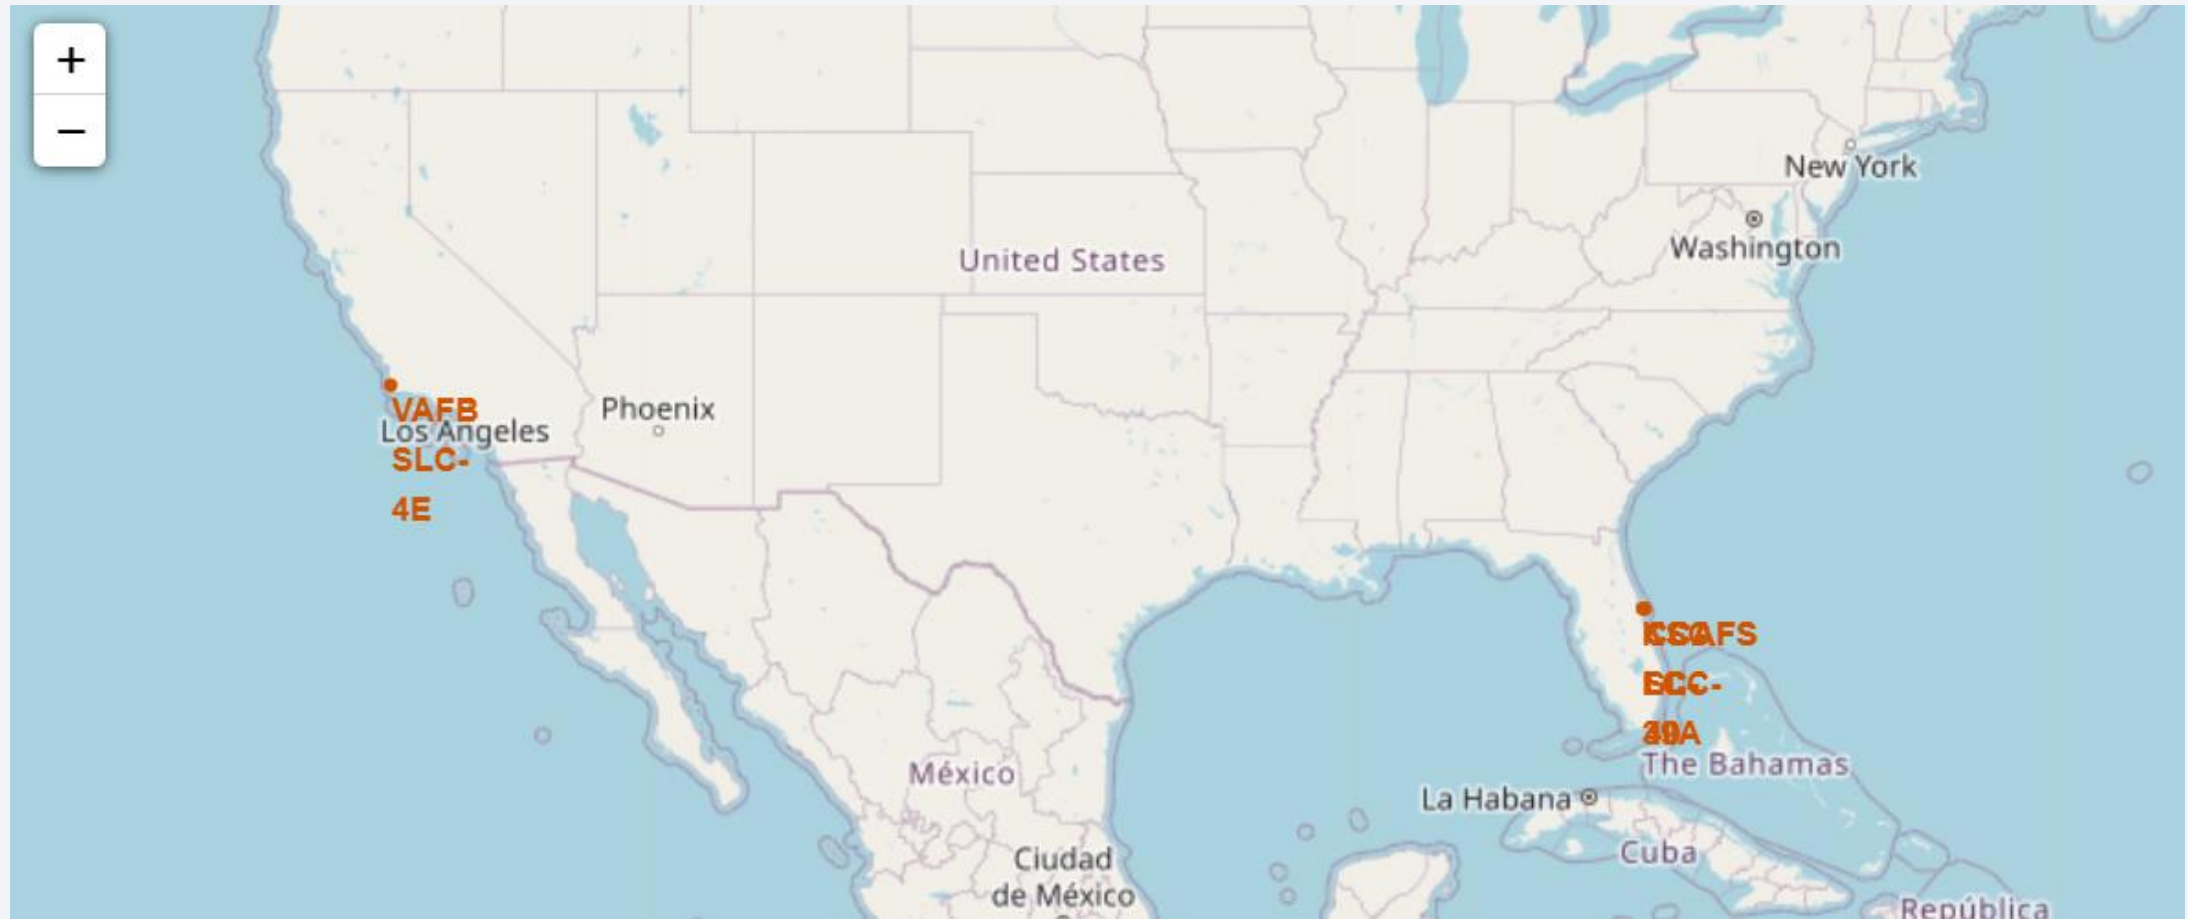 +
−
New York
Washington
United States
VAFB
Los Angeles
SLC-
4E
Phoenix
México
The Bahamas
La Habana
Cuba
Ciudad
de México
República